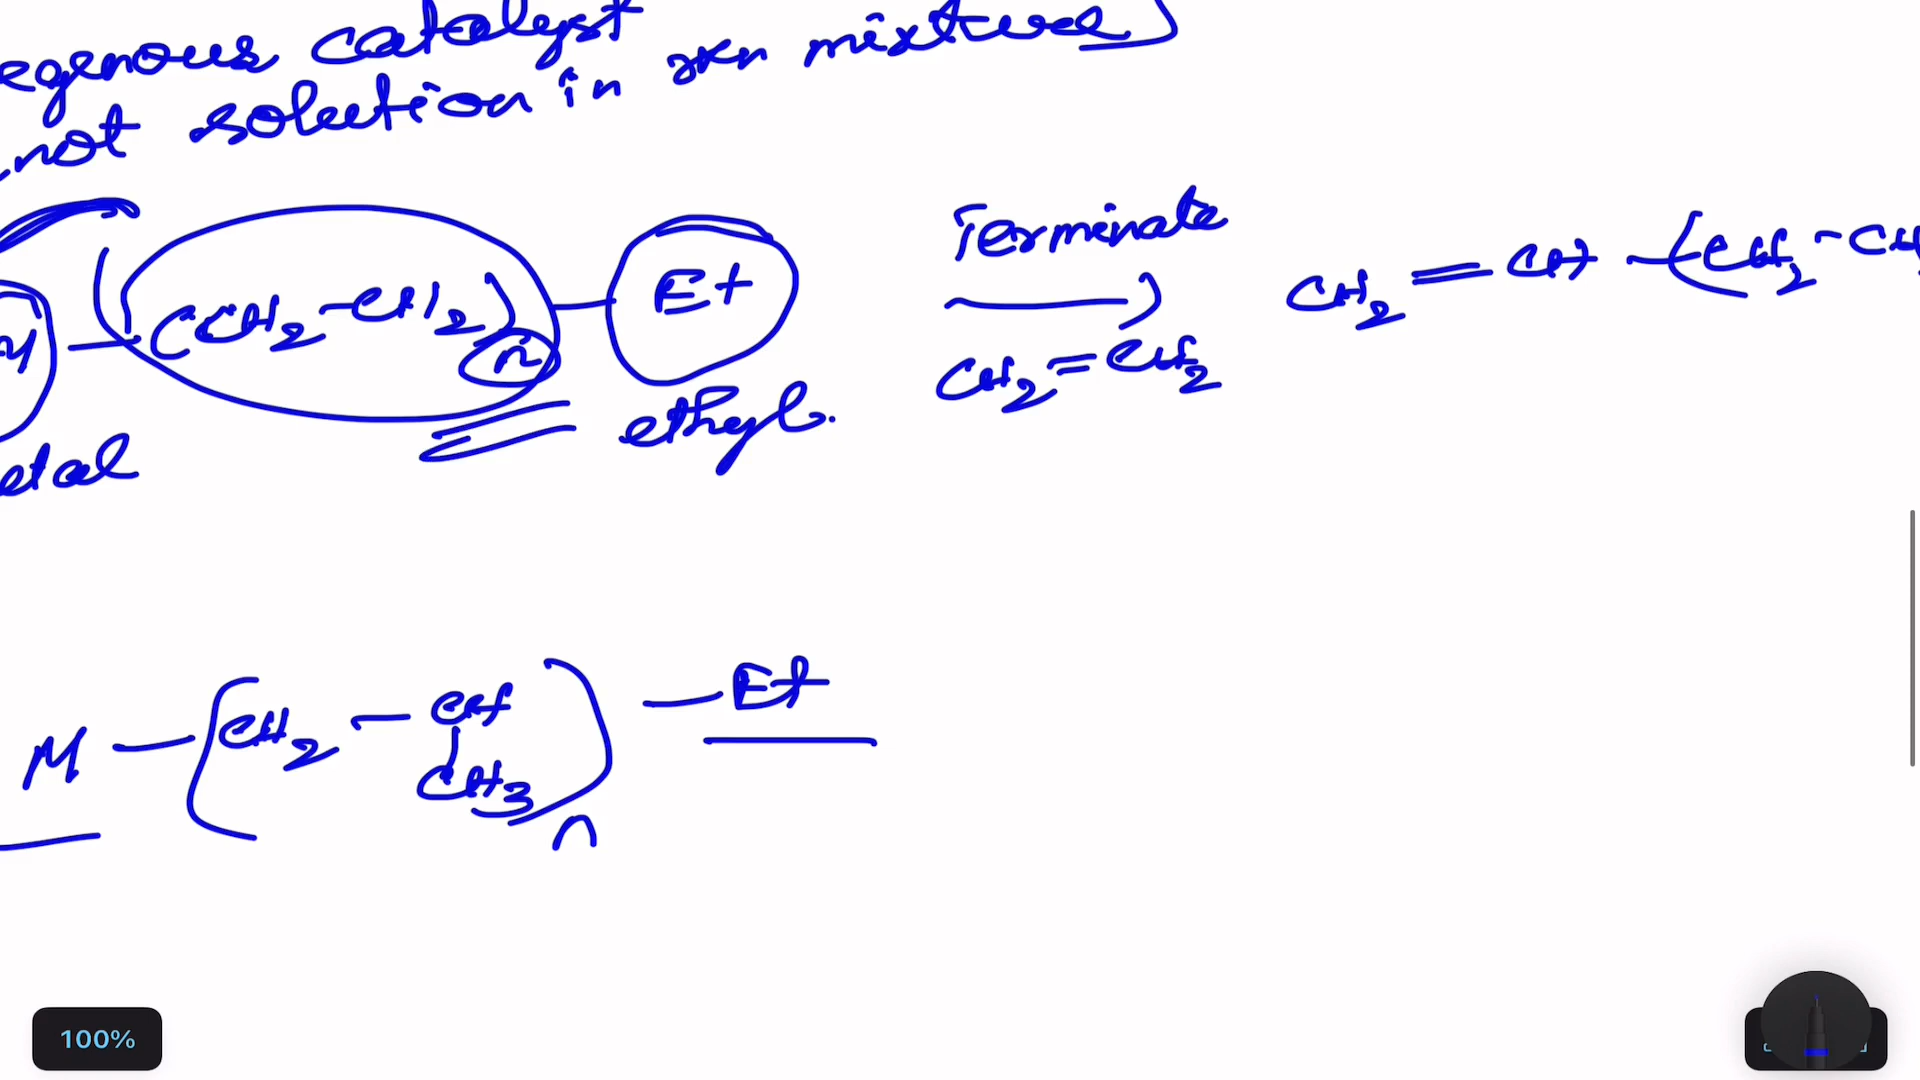 egenous catalyst
not solution in rxn mixture)
M — (CH2-CH2)n — Et
Terminate
CH2=CH2
CH2=CH-(CH2-CH
ethyl.
etal
M — (CH2 — CH — Et
CH3)n
100%